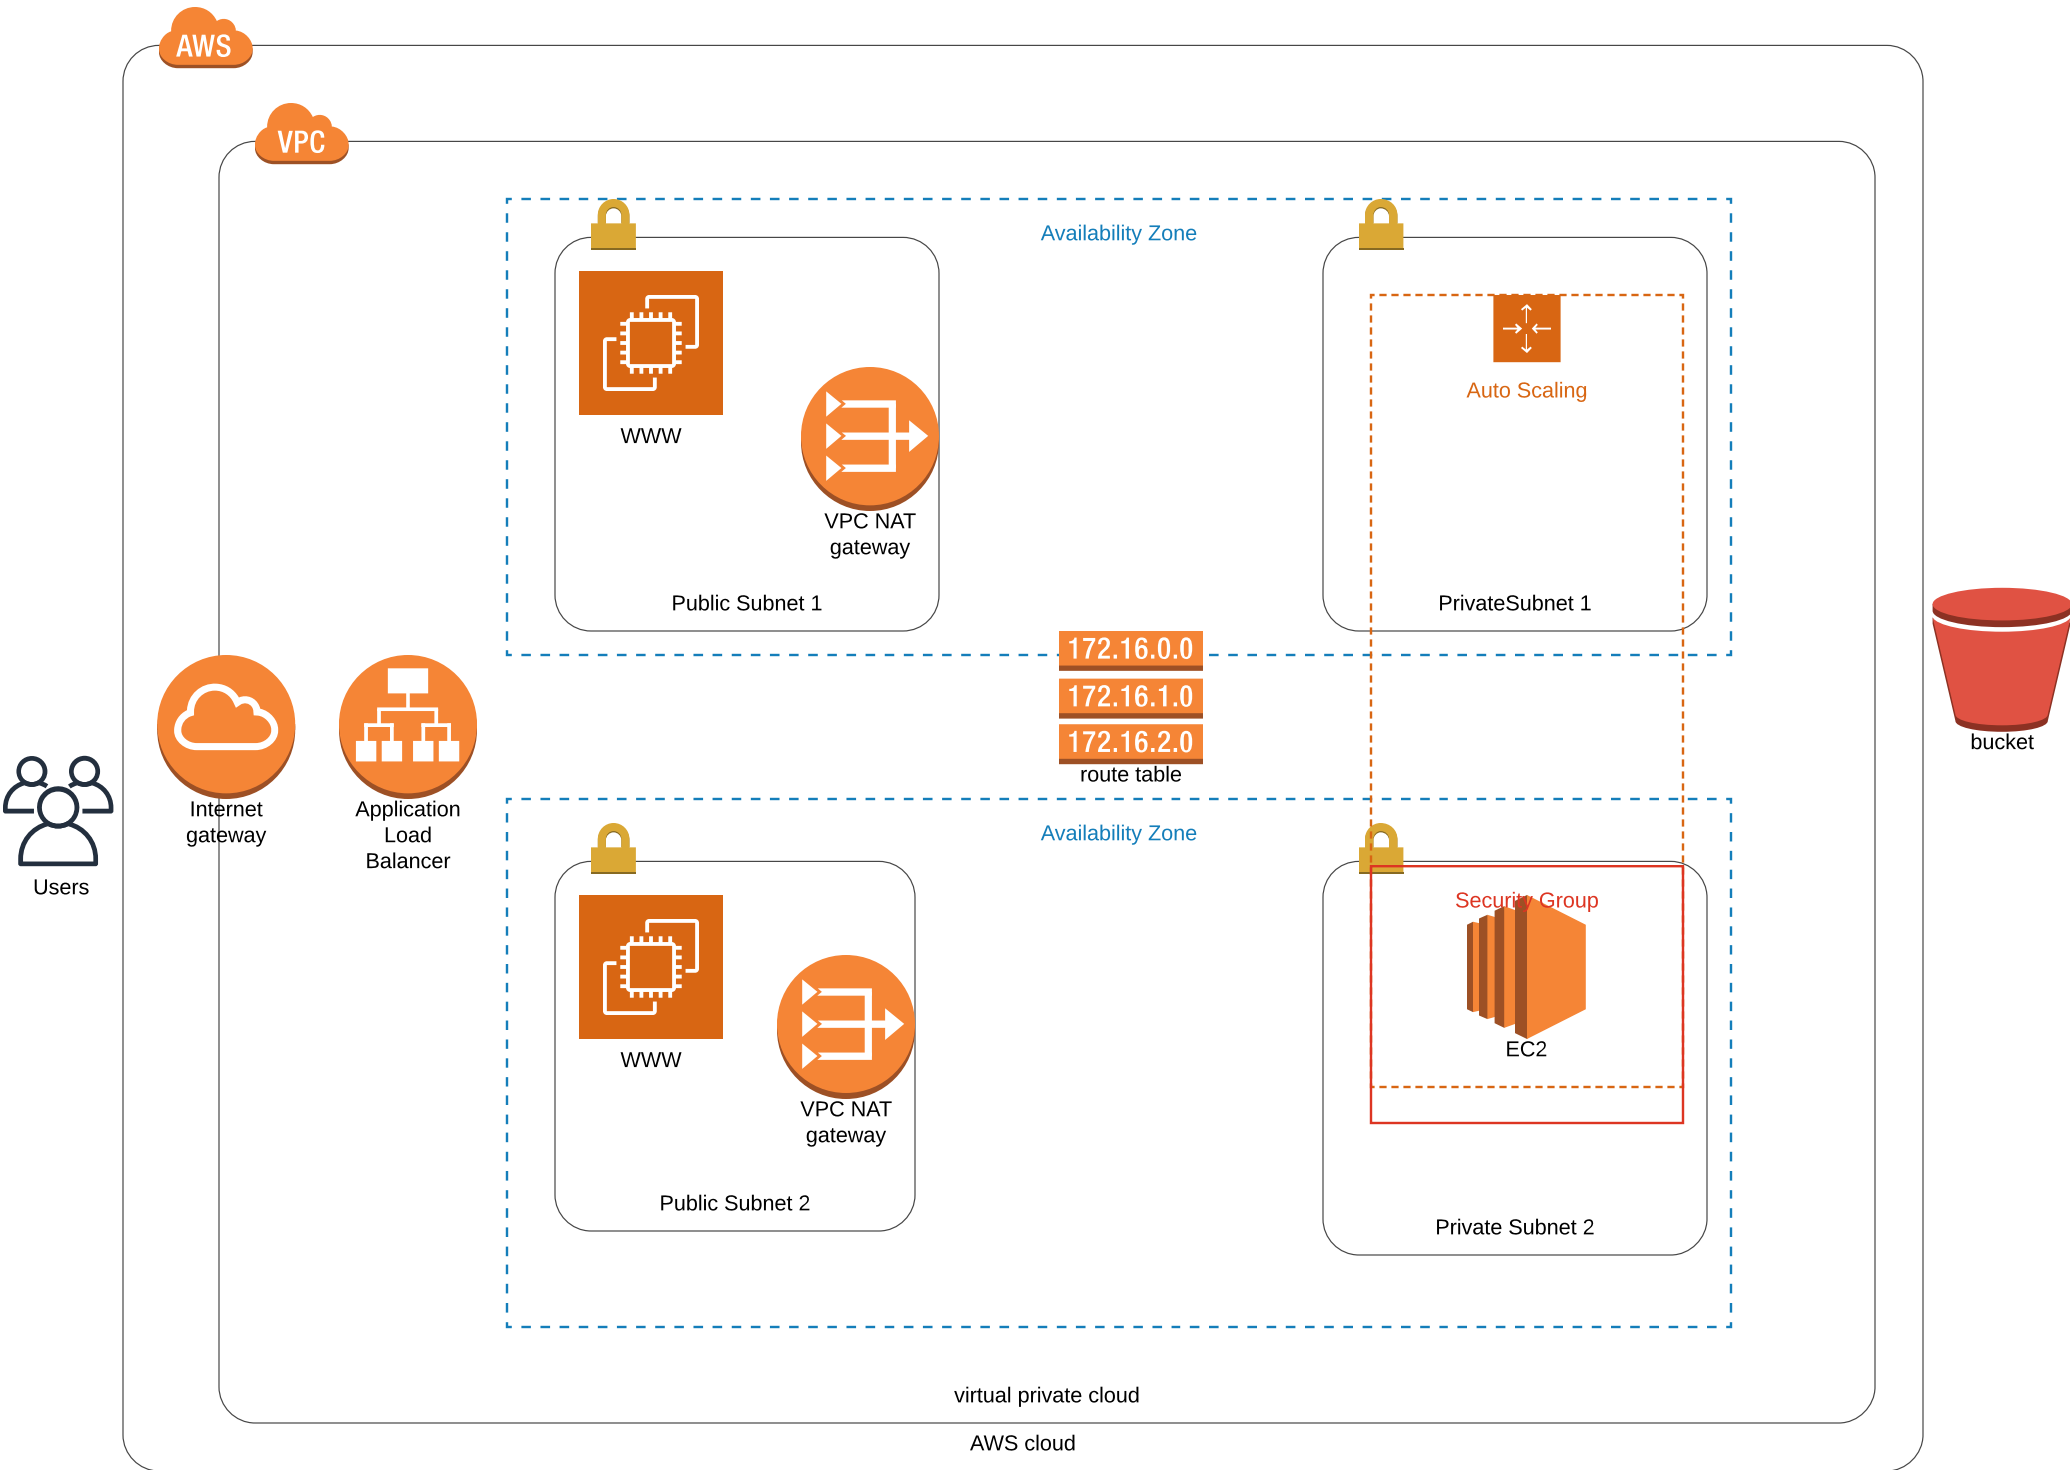 AWS
VPC
Availability Zone
WWW
Auto Scaling
VPC NAT
gateway
Public Subnet 1
PrivateSubnet 1
172.16.0.0
172.16.1.0
172.16.2.0
route table
bucket
Internet
gateway
Application
Load
Balancer
Users
Availability Zone
Security Group
WWW
EC2
VPC NAT
gateway
Public Subnet 2
Private Subnet 2
virtual private cloud
AWS cloud